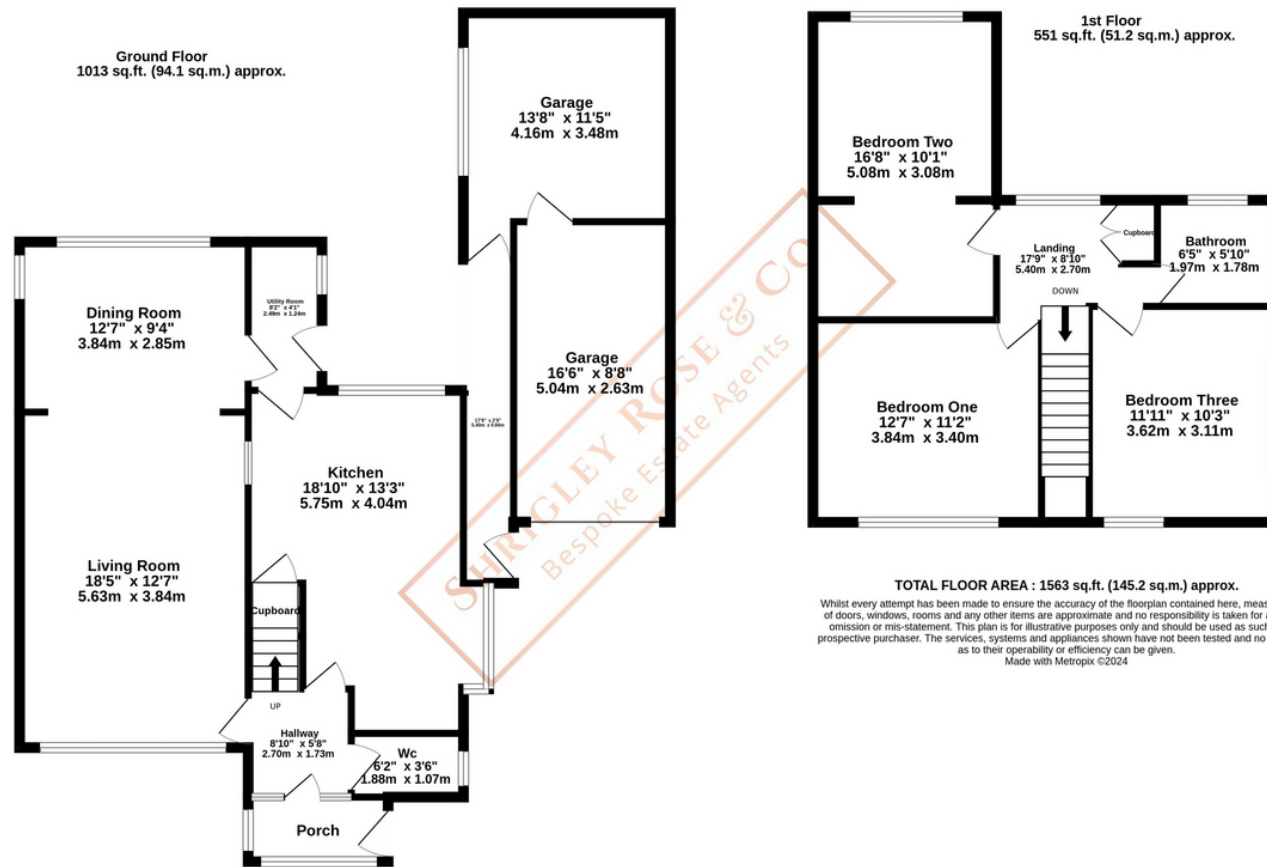 Ground Floor
1013 sq.ft. (94.1 sq.m.) approx.
Garage
13'8" x 11'5"
4.16m x 3.48m
Dining Room
12'7" x 9'4"
3.84m x 2.85m
Utility Room
8'2" x 4'1"
2.49m x 1.24m
Garage
16'6" x 8'8"
5.04m x 2.63m
Kitchen
18'10" x 13'3"
5.75m x 4.04m
Living Room
18'5" x 12'7"
5.63m x 3.84m
Cupboard
UP
Hallway
8'10" x 5'8"
2.70m x 1.73m
Wc
6'2" x 3'6"
1.88m x 1.07m
Porch
1st Floor
551 sq.ft. (51.2 sq.m.) approx.
Bedroom Two
16'8" x 10'1"
5.08m x 3.08m
Landing
17'9" x 8'10"
5.40m x 2.70m
DOWN
Cupboard
Bathroom
6'5" x 5'10"
1.97m x 1.78m
Bedroom One
12'7" x 11'2"
3.84m x 3.40m
Bedroom Three
11'11" x 10'3"
3.62m x 3.11m
SHRIGLEY ROSE & CO
Bespoke Estate Agents
TOTAL FLOOR AREA : 1563 sq.ft. (145.2 sq.m.) approx.
Whilst every attempt has been made to ensure the accuracy of the floorplan contained here, meas
of doors, windows, rooms and any other items are approximate and no responsibility is taken for a
omission or mis-statement. This plan is for illustrative purposes only and should be used as such
prospective purchaser. The services, systems and appliances shown have not been tested and no
as to their operability or efficiency can be given.
Made with Metropix ©2024